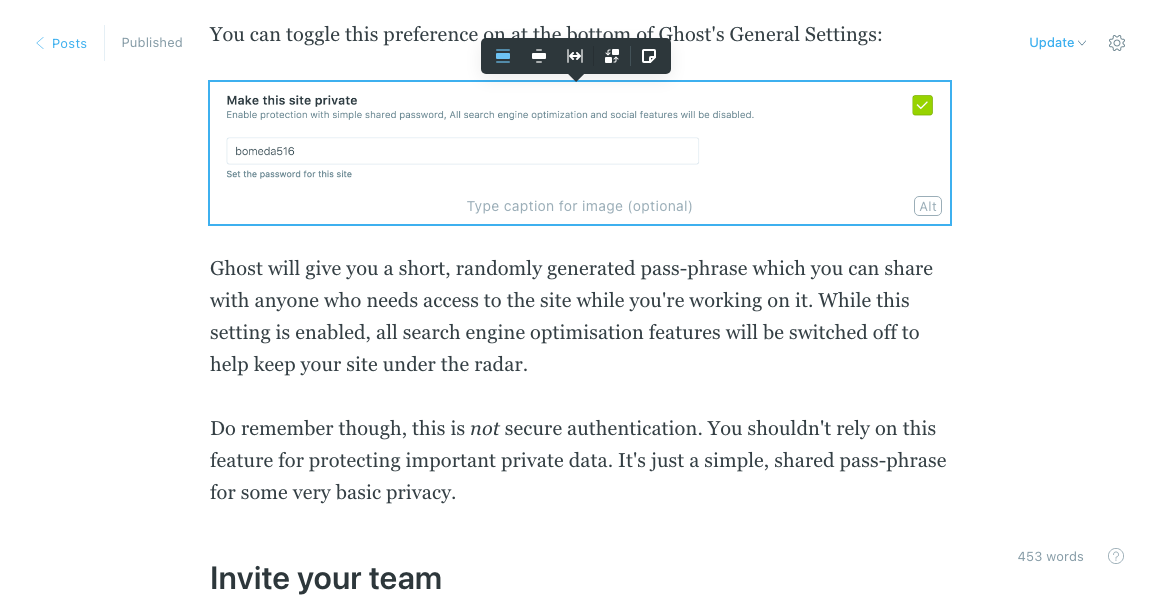 Posts
Published
You can toggle this preference on at the bottom of Ghost's General Settings:
Update
Make this site private
Enable protection with simple shared password, All search engine optimization and social features will be disabled.
bomeda516
Set the password for this site
Type caption for image (optional)
Alt
Ghost will give you a short, randomly generated pass-phrase which you can share
with anyone who needs access to the site while you're working on it. While this
setting is enabled, all search engine optimisation features will be switched off to
help keep your site under the radar.
Do remember though, this is not secure authentication. You shouldn't rely on this
feature for protecting important private data. It's just a simple, shared pass-phrase
for some very basic privacy.
453 words
?
Invite your team